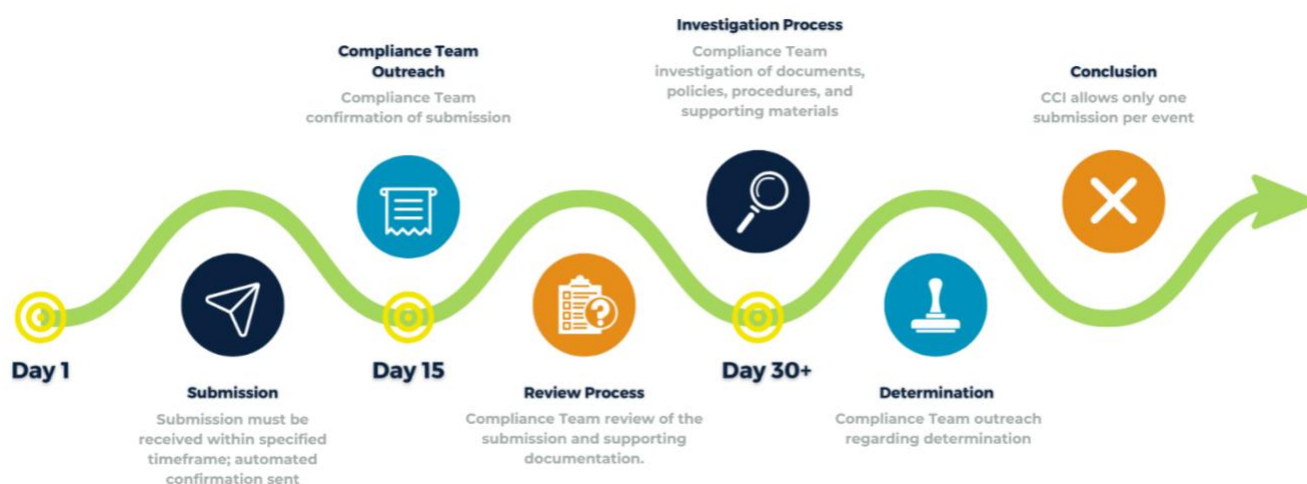 Investigation Process
Compliance Team
investigation of documents,
policies, procedures, and
supporting materials
Compliance Team
Outreach
Compliance Team
confirmation of submission
Conclusion
CCI allows only one
submission per event
Day 1
Day 15
Day 30+
Submission
Submission must be
received within specified
timeframe; automated
confirmation sent
Review Process
Compliance Team review of the
submission and supporting
documentation.
Determination
Compliance Team outreach
regarding determination